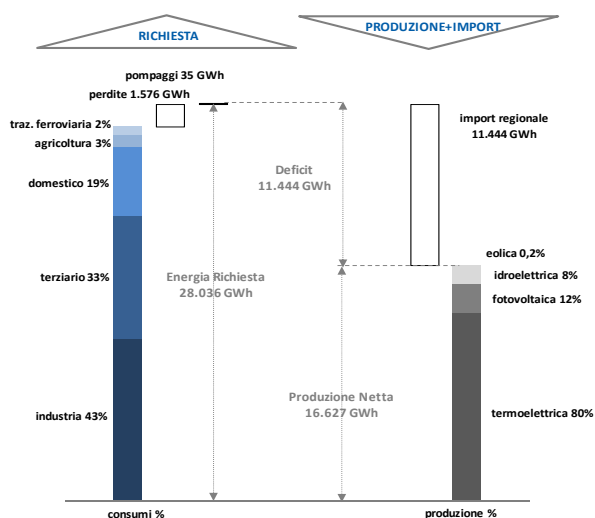 RICHIESTA
PRODUZIONE+IMPORT
pompaggi 35 GWh
perdite 1.576 GWh
traz. ferroviaria 2%
agricoltura 3%
domestico 19%
terziario 33%
industria 43%
consumi %
Energia Richiesta
28.036 GWh
Deficit
11.444 GWh
Produzione Netta
16.627 GWh
import regionale
11.444 GWh
eolica 0,2%
idroelettrica 8%
fotovoltaica 12%
termoelettrica 80%
produzione %